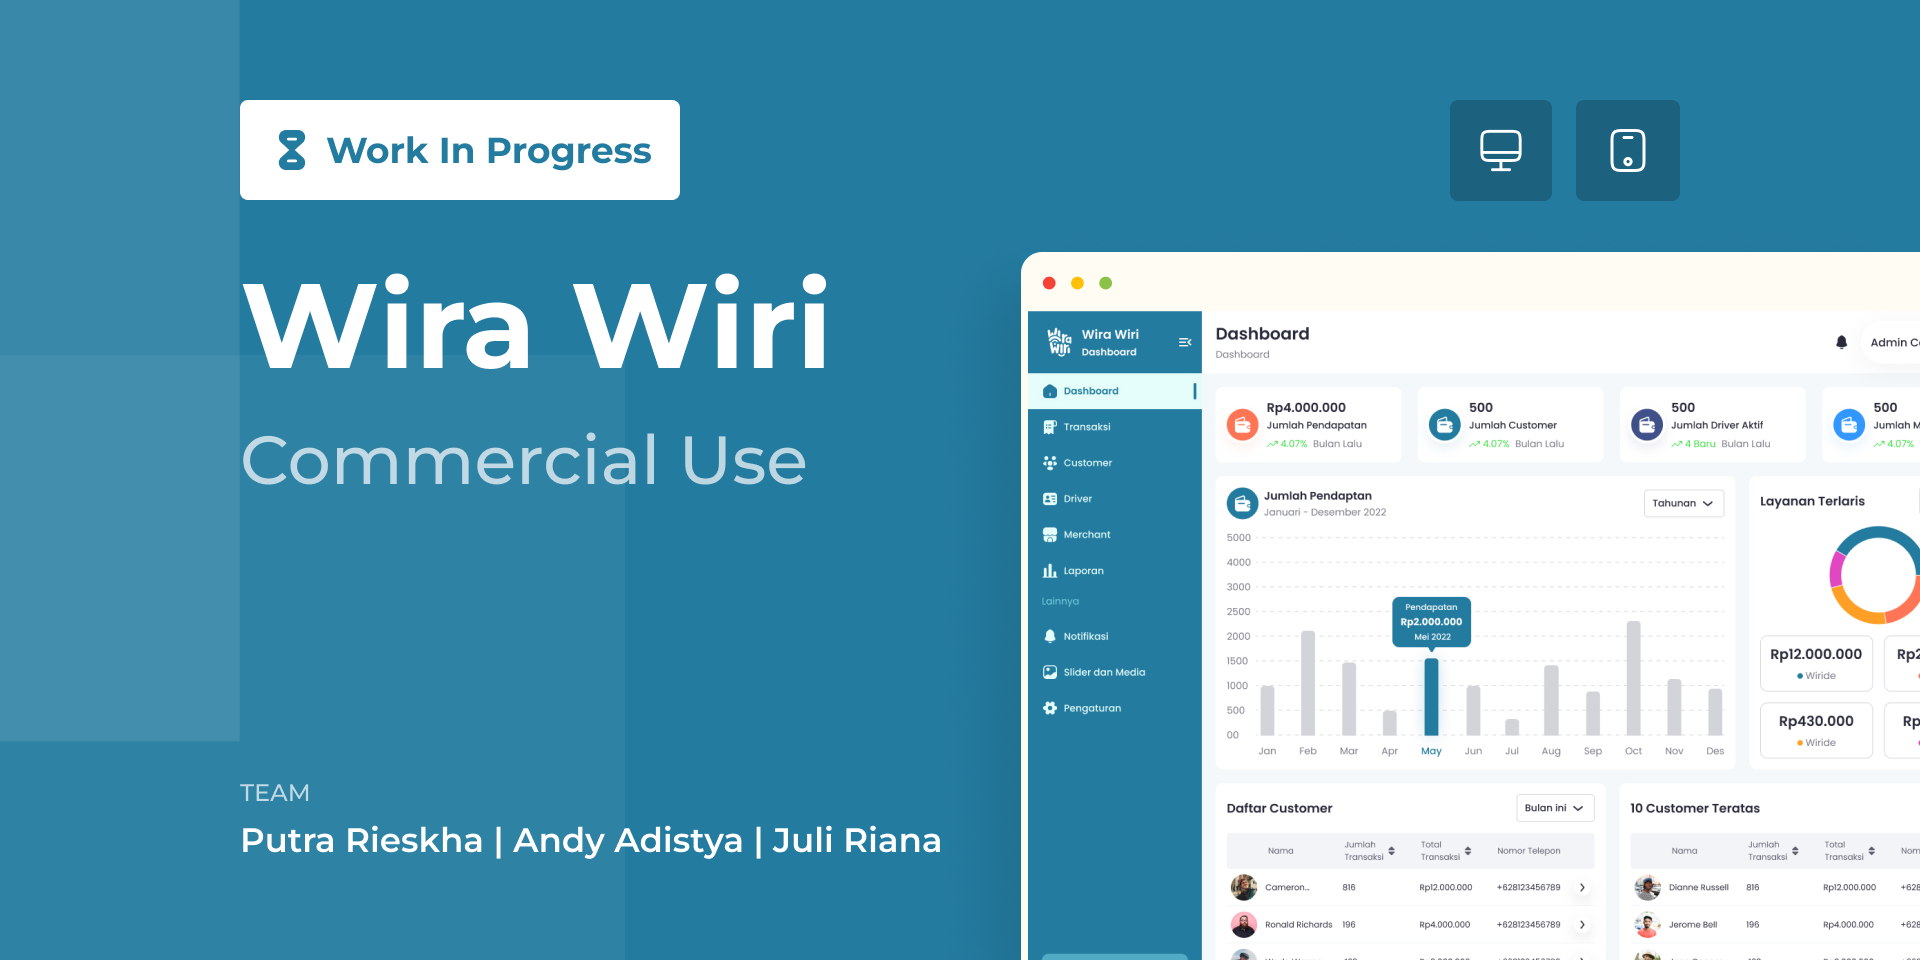 Work In Progress
Wira Wiri
Commercial Use
TEAM
Putra Rieskha | Andy Adistya | Juli Riana
Wira Wiri
Wira Wiri
Dashboard
Dashboard
Transaksi
Customer
Driver
Merchant
Laporan
Lainnya
Notifikasi
Slider dan Media
Pengaturan
Dashboard
Dashboard
Admin
Rp4.000.000
Jumlah Pendapatan
4.07% Bulan Lalu
500
Jumlah Customer
4.07% Bulan Lalu
500
Jumlah Driver Aktif
4 Baru Bulan Lalu
500
Jumlah
4.07%
Jumlah Pendaptan
Januari - Desember 2022
Tahunan
5000
4000
3000
2500
2000
1500
1000
500
00
Pendapatan
Rp2.000.000
Mei 2022
Jan Feb Mar Apr May Jun Jul Aug Sep Oct Nov Des
Layanan Terlaris
Rp12.000.000
Wiride
Rp430.000
Wiride
Daftar Customer
Bulan ini
Nama Jumlah Transaksi Total Transaksi Nomor Telepon
Cameron... 816 Rp12.000.000 +628123456789
Ronald Richards 196 Rp4.000.000 +628123456789
10 Customer Teratas
Nama Jumlah Transaksi Total Transaksi
Dianne Russell 816 Rp12.000.000
Jerome Bell 196 Rp4.000.000